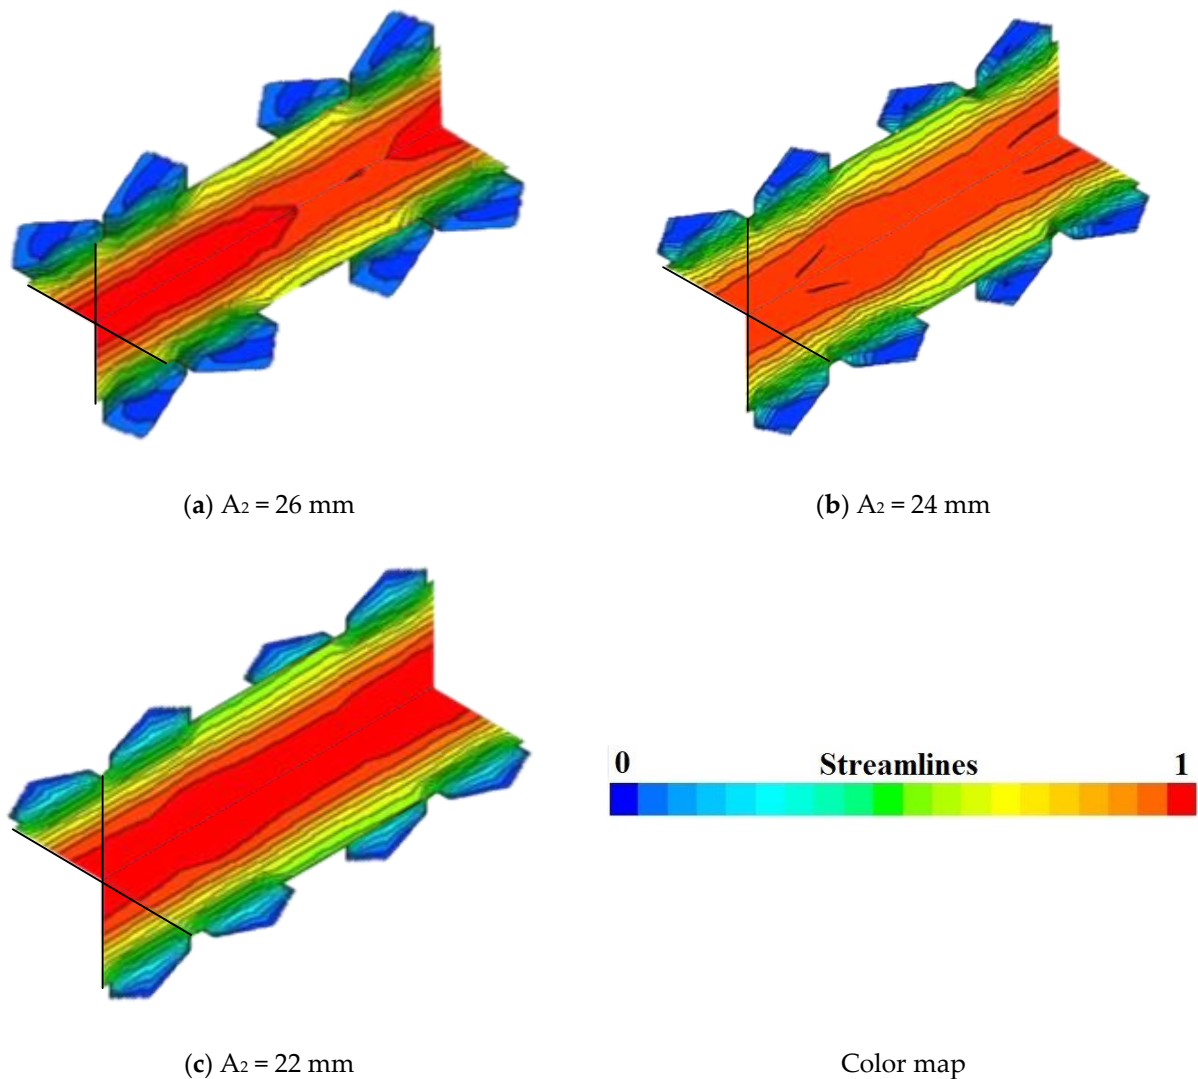 (a) A2 = 26 mm
(b) A2 = 24 mm
0 Streamlines 1
(c) A2 = 22 mm
Color map